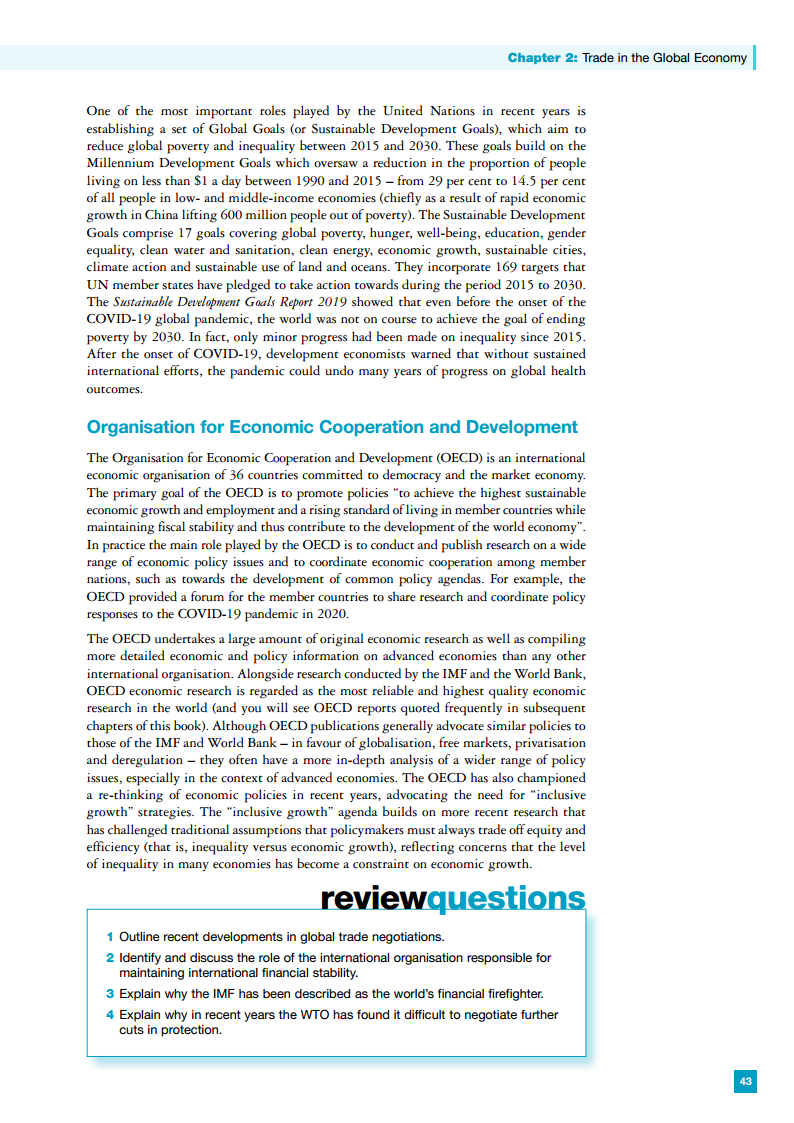 Chapter 2: Trade in the Global Economy
One of the most important roles played by the United Nations in recent years is
establishing a set of Global Goals (or Sustainable Development Goals), which aim to
reduce global poverty and inequality between 2015 and 2030. These goals build on the
Millennium Development Goals which oversaw a reduction in the proportion of people
living on less than $1 a day between 1990 and 2015 – from 29 per cent to 14.5 per cent
of all people in low- and middle-income economies (chiefly as a result of rapid economic
growth in China lifting 600 million people out of poverty). The Sustainable Development
Goals comprise 17 goals covering global poverty, hunger, well-being, education, gender
equality, clean water and sanitation, clean energy, economic growth, sustainable cities,
climate action and sustainable use of land and oceans. They incorporate 169 targets that
UN member states have pledged to take action towards during the period 2015 to 2030.
The Sustainable Development Goals Report 2019 showed that even before the onset of the
COVID-19 global pandemic, the world was not on course to achieve the goal of ending
poverty by 2030. In fact, only minor progress had been made on inequality since 2015.
After the onset of COVID-19, development economists warned that without sustained
international efforts, the pandemic could undo many years of progress on global health
outcomes.
Organisation for Economic Cooperation and Development
The Organisation for Economic Cooperation and Development (OECD) is an international
economic organisation of 36 countries committed to democracy and the market economy.
The primary goal of the OECD is to promote policies “to achieve the highest sustainable
economic growth and employment and a rising standard of living in member countries while
maintaining fiscal stability and thus contribute to the development of the world economy”.
In practice the main role played by the OECD is to conduct and publish research on a wide
range of economic policy issues and to coordinate economic cooperation among member
nations, such as towards the development of common policy agendas. For example, the
OECD provided a forum for the member countries to share research and coordinate policy
responses to the COVID-19 pandemic in 2020.
The OECD undertakes a large amount of original economic research as well as compiling
more detailed economic and policy information on advanced economies than any other
international organisation. Alongside research conducted by the IMF and the World Bank,
OECD economic research is regarded as the most reliable and highest quality economic
research in the world (and you will see OECD reports quoted frequently in subsequent
chapters of this book). Although OECD publications generally advocate similar policies to
those of the IMF and World Bank – in favour of globalisation, free markets, privatisation
and deregulation – they often have a more in-depth analysis of a wider range of policy
issues, especially in the context of advanced economies. The OECD has also championed
a re-thinking of economic policies in recent years, advocating the need for “inclusive
growth” strategies. The “inclusive growth” agenda builds on more recent research that
has challenged traditional assumptions that policymakers must always trade off equity and
efficiency (that is, inequality versus economic growth), reflecting concerns that the level
of inequality in many economies has become a constraint on economic growth.
reviewquestions
1 Outline recent developments in global trade negotiations.
2 Identify and discuss the role of the international organisation responsible for
maintaining international financial stability.
3 Explain why the IMF has been described as the world’s financial firefighter.
4 Explain why in recent years the WTO has found it difficult to negotiate further
cuts in protection.
43